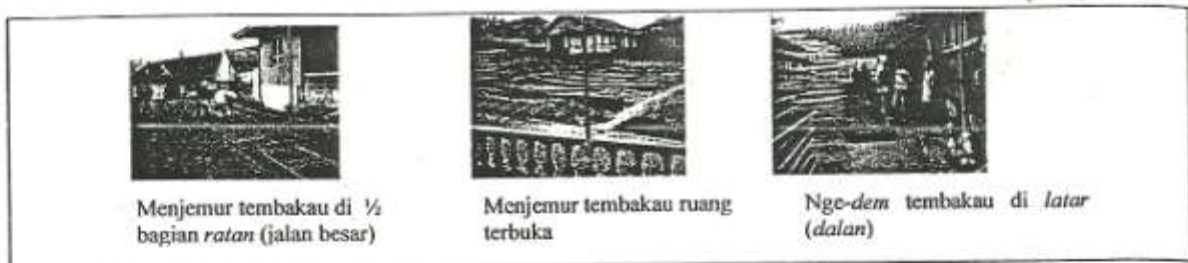 Menjemur tembakau di ½
bagian ratan (jalan besar)
Menjemur tembakau ruang
terbuka
Nge-dem tembakau di latar
(dalan)